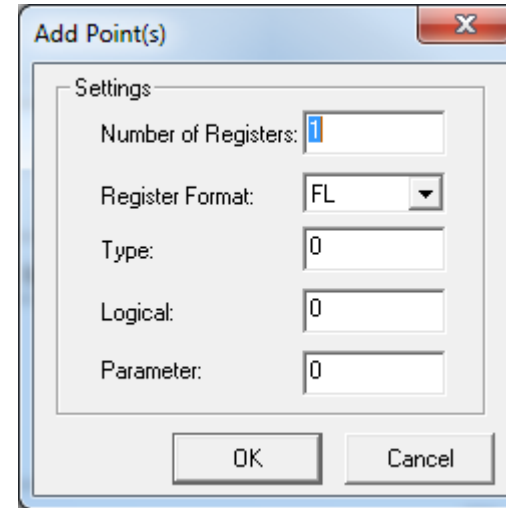 Add Point(s)
Settings
Number of Registers: 1
Register Format: FL
Type: 0
Logical: 0
Parameter: 0
OK Cancel